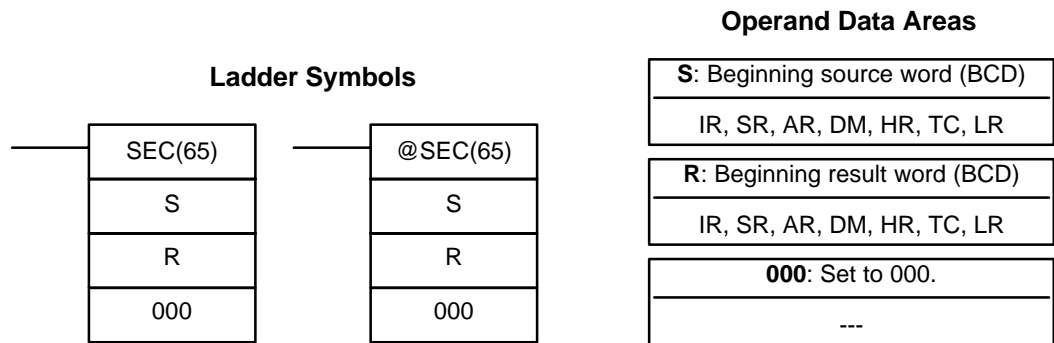 Ladder Symbols
SEC(65)
S
R
000
@SEC(65)
S
R
000
Operand Data Areas
S: Beginning source word (BCD)
IR, SR, AR, DM, HR, TC, LR
R: Beginning result word (BCD)
IR, SR, AR, DM, HR, TC, LR
000: Set to 000.
---